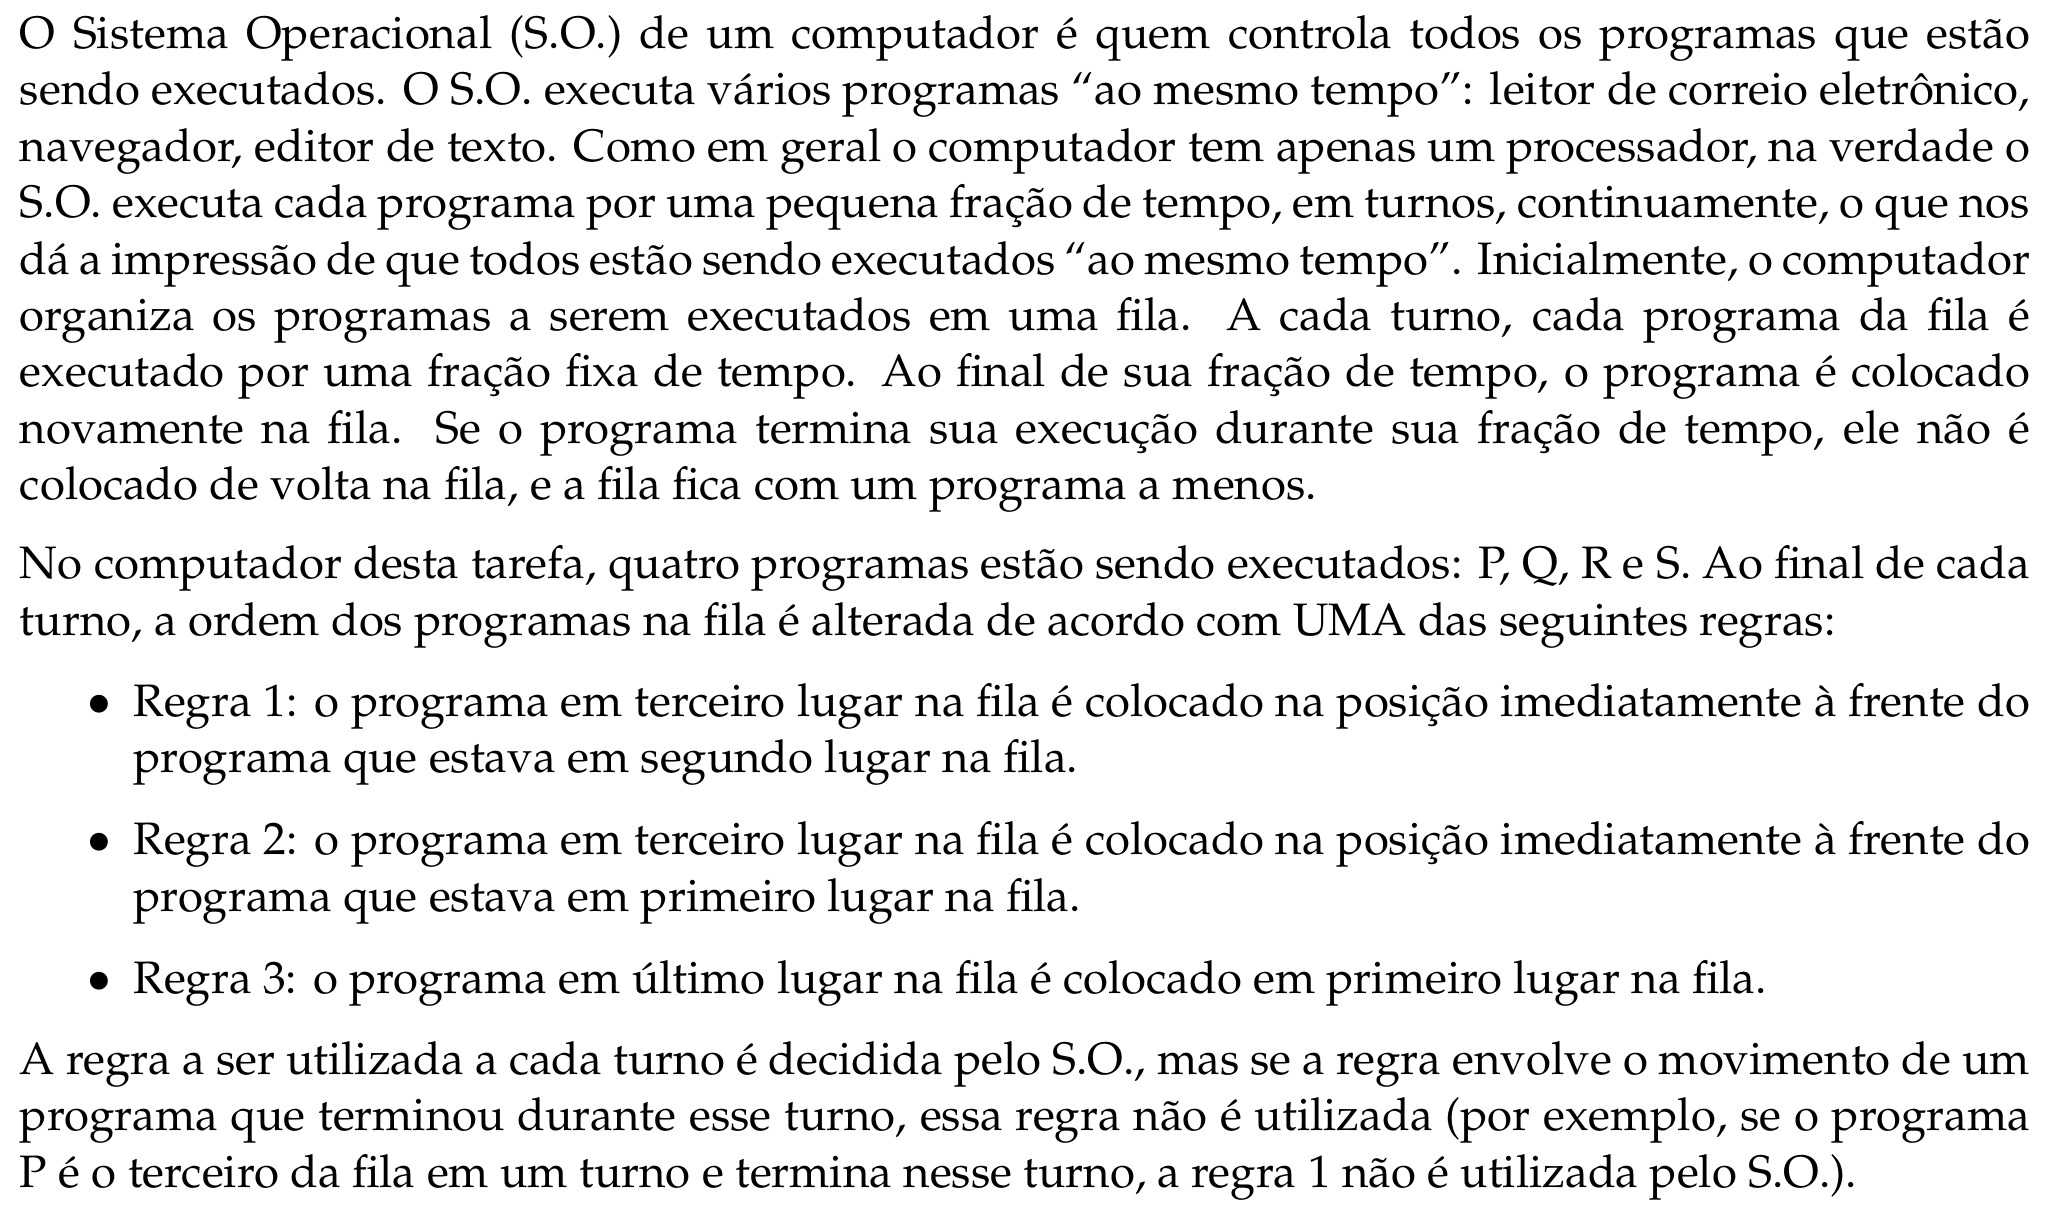 O Sistema Operacional (S.O.) de um computador é quem controla todos os programas que estão
sendo executados. O S.O. executa vários programas “ao mesmo tempo”: leitor de correio eletrônico,
navegador, editor de texto. Como em geral o computador tem apenas um processador, na verdade o
S.O. executa cada programa por uma pequena fração de tempo, em turnos, continuamente, o que nos
dá a impressão de que todos estão sendo executados “ao mesmo tempo”. Inicialmente, o computador
organiza os programas a serem executados em uma fila. A cada turno, cada programa da fila é
executado por uma fração fixa de tempo. Ao final de sua fração de tempo, o programa é colocado
novamente na fila. Se o programa termina sua execução durante sua fração de tempo, ele não é
colocado de volta na fila, e a fila fica com um programa a menos.
No computador desta tarefa, quatro programas estão sendo executados: P, Q, R e S. Ao final de cada
turno, a ordem dos programas na fila é alterada de acordo com UMA das seguintes regras:
• Regra 1: o programa em terceiro lugar na fila é colocado na posição imediatamente à frente do
programa que estava em segundo lugar na fila.
• Regra 2: o programa em terceiro lugar na fila é colocado na posição imediatamente à frente do
programa que estava em primeiro lugar na fila.
• Regra 3: o programa em último lugar na fila é colocado em primeiro lugar na fila.
A regra a ser utilizada a cada turno é decidida pelo S.O., mas se a regra envolve o movimento de um
programa que terminou durante esse turno, essa regra não é utilizada (por exemplo, se o programa
P é o terceiro da fila em um turno e termina nesse turno, a regra 1 não é utilizada pelo S.O.).